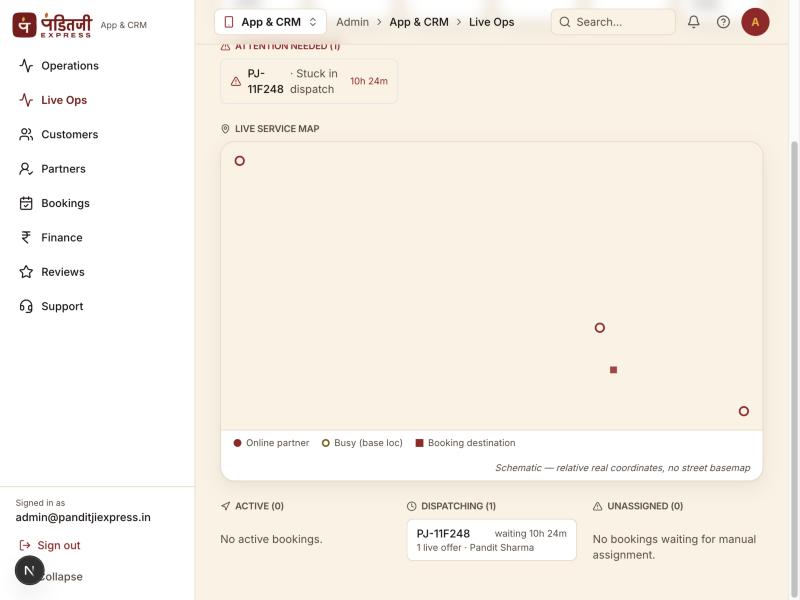 पंडितजी
EXPRESS
App & CRM
App & CRM
Admin > App & CRM > Live Ops
Search...
A
Operations
Live Ops
Customers
Partners
Bookings
Finance
Reviews
Support
Signed in as
admin@panditjiexpress.in
Sign out
Collapse
N
ATTENTION NEEDED (1)
PJ-11F248 · Stuck in dispatch 10h 24m
LIVE SERVICE MAP
Online partner
Busy (base loc)
Booking destination
Schematic — relative real coordinates, no street basemap
ACTIVE (0)
No active bookings.
DISPATCHING (1)
PJ-11F248 waiting 10h 24m
1 live offer · Pandit Sharma
UNASSIGNED (0)
No bookings waiting for manual
assignment.